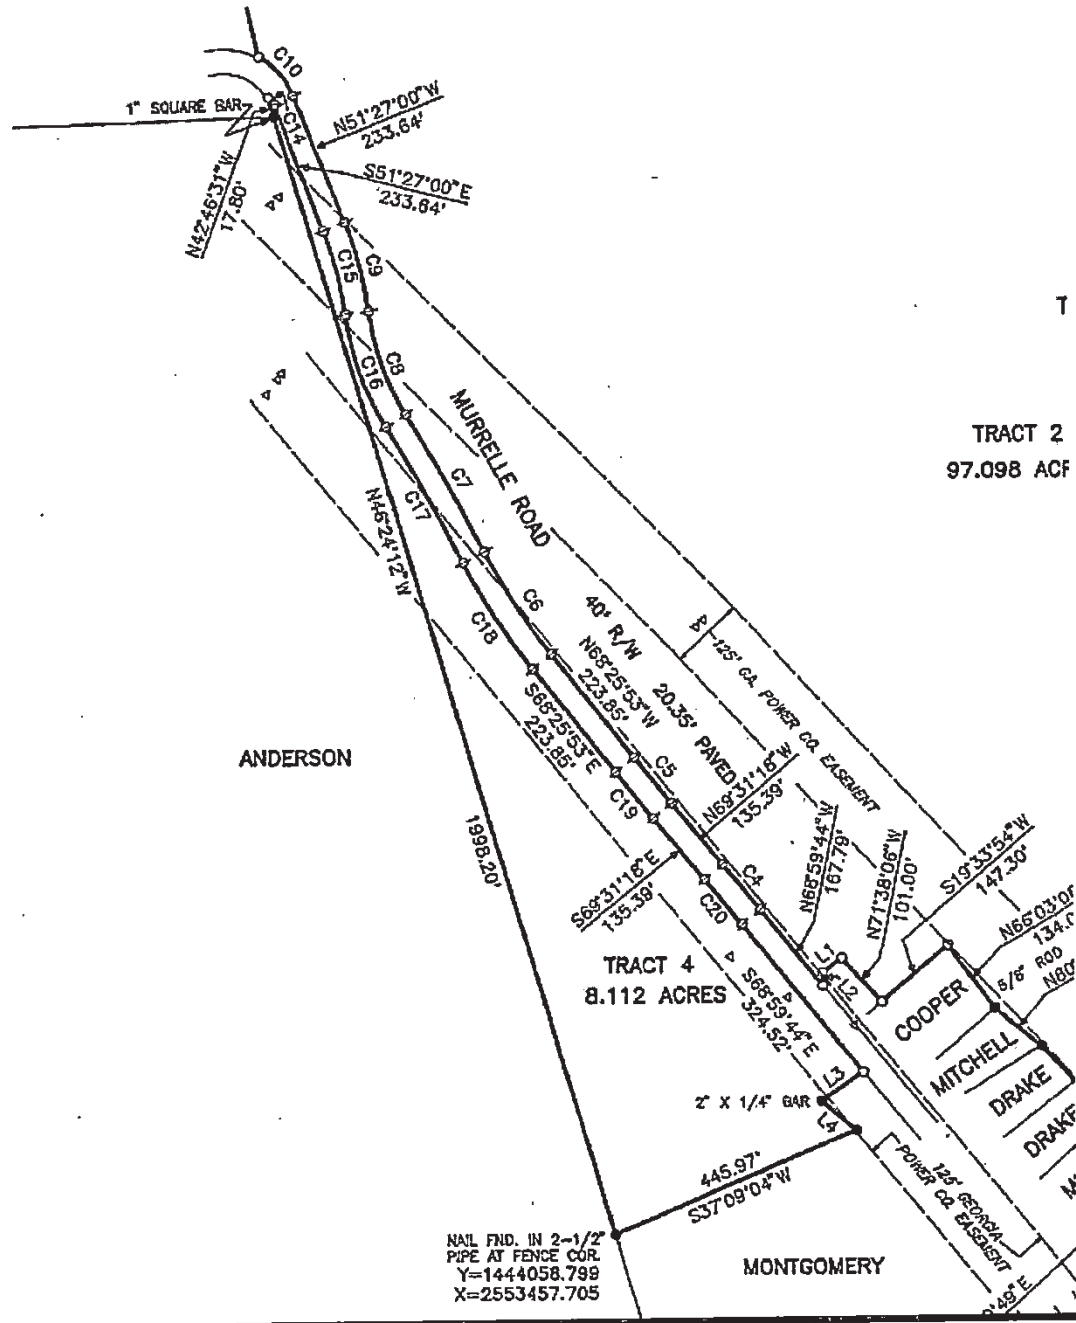 C10
1" SQUARE BAR
C14
N51°27'00"W
233.64'
S51°27'00"E
233.64'
N42°46'31"W
17.80'
C15
C9
C16
C8
T
TRACT 2
97.098
MURRELLE ROAD
C17
C7
N46°24'12"W
1998.20'
C18
C6
40' R/W
20.35' PAVED
N68°25'53"W
223.85'
S68°25'53"E
223.85'
125' GA. POWER CO. EASEMENT
ANDERSON
C5
C19
N69°31'18"W
135.39'
S69°31'18"E
135.39'
C4
C20
N68°59'44"W
167.79'
N71°38'06"W
101.00'
S19°33'54"W
147.30'
5/8" ROD
L1
L2
TRACT 4
8.112 ACRES
S68°59'44"E
324.52'
COOPER
MITCHELL
DRAKE
DRAKE
L3
2" X 1/4" BAR
L4
445.97'
S37°09'04"W
125' GEORGIA
POWER CO. EASEMENT
NAIL FND. IN 2-1/2"
PIPE AT FENCE COR.
Y=1444058.799
X=2553457.705
MONTGOMERY